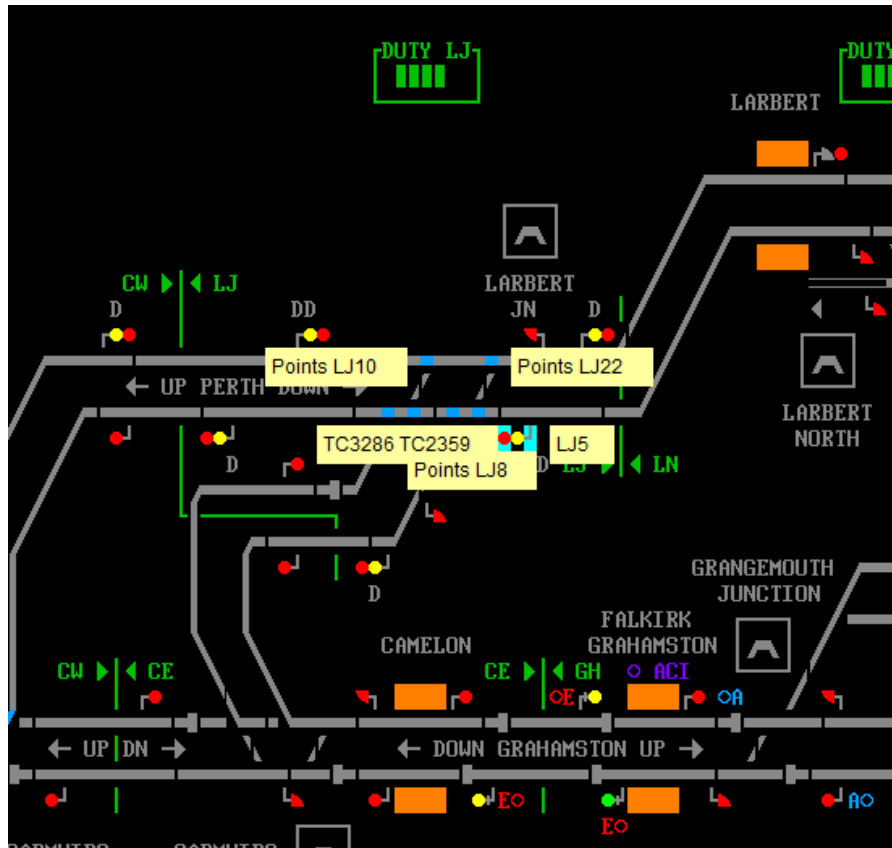 DUTY LJ
DUTY
LARBERT
CW LJ
LARBERT
JN
D
DD
D
Points LJ10
Points LJ22
← UP PERTH DOWN →
LARBERT
NORTH
TC3286 TC2359
LJ5
D
Points LJ8
D
LJ LN
D
GRANGEMOUTH
JUNCTION
FALKIRK
GRAHAMSTON
CAMELON
CW CE
CE GH
ACI
E
A
← UP DN →
← DOWN GRAHAMSTON UP →
E
A
E